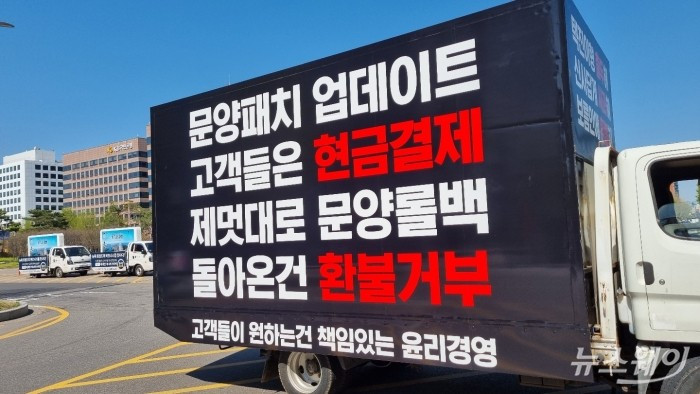 문양패치 업데이트
고객들은 현금결제
제멋대로 문양롤백
돌아온건 환불거부
고객들이 원하는건 책임있는 윤리경영
뉴스웨이